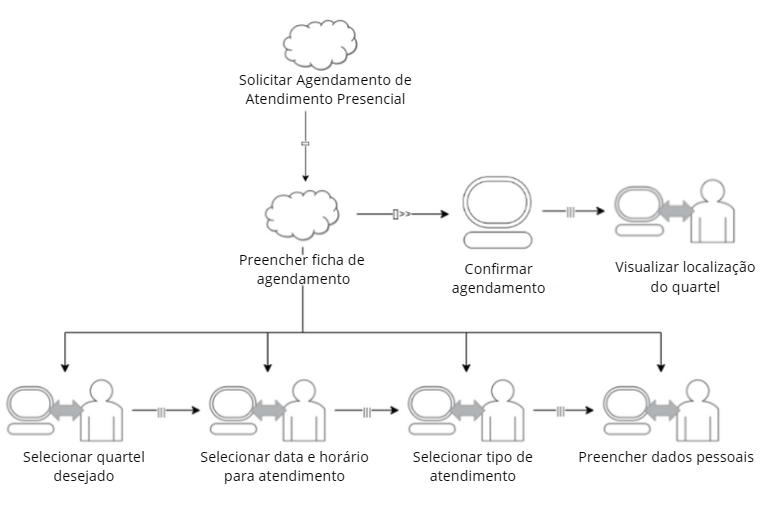 Solicitar Agendamento de
Atendimento Presencial
Preencher ficha de
agendamento
Confirmar
agendamento
Visualizar localização
do quartel
Selecionar quartel
desejado
Selecionar data e horário
para atendimento
Selecionar tipo de
atendimento
Preencher dados pessoais